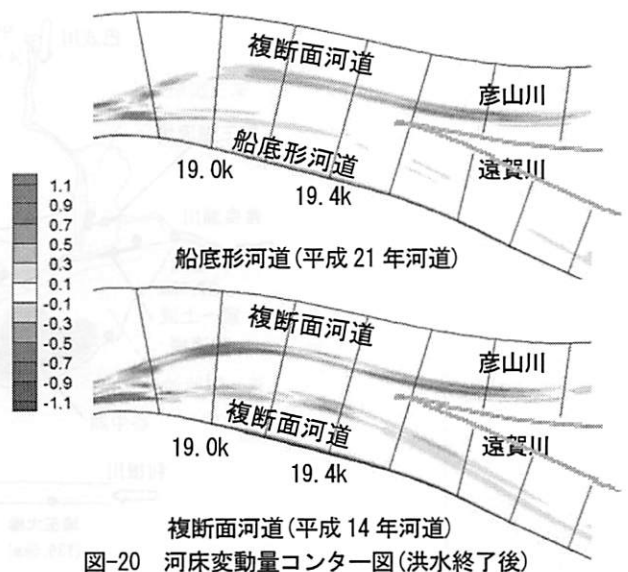 複断面河道
彦山川
船底形河道
遠賀川
19.0k
19.4k
船底形河道(平成 21 年河道)
1.1
0.9
0.7
0.5
0.3
0.1
-0.1
-0.3
-0.5
-0.7
-0.9
-1.1
複断面河道
彦山川
複断面河道
遠賀川
19.0k
19.4k
複断面河道(平成 14 年河道)
図-20 河床変動量コンター図(洪水終了後)